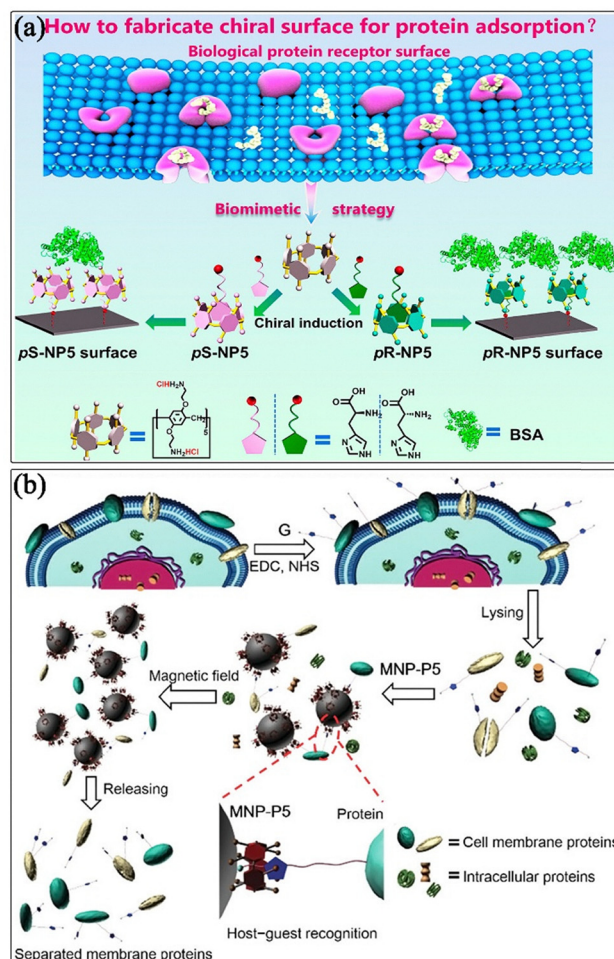 (a)
How to fabricate chiral surface for protein adsorption?
Biological protein receptor surface
Biomimetic strategy
Chiral induction
pS-NP5 surface
pS-NP5
pR-NP5
pR-NP5 surface
=
ClH·H2N
O
CH2
5
O
NH2HCl
=
OH
O
NH2
N
NH
OH
O
NH2
N
NH
= BSA
(b)
G
EDC, NHS
Lysing
MNP-P5
Magnetic field
Releasing
MNP-P5
Protein
Host–guest recognition
= Cell membrane proteins
= Intracellular proteins
Separated membrane proteins